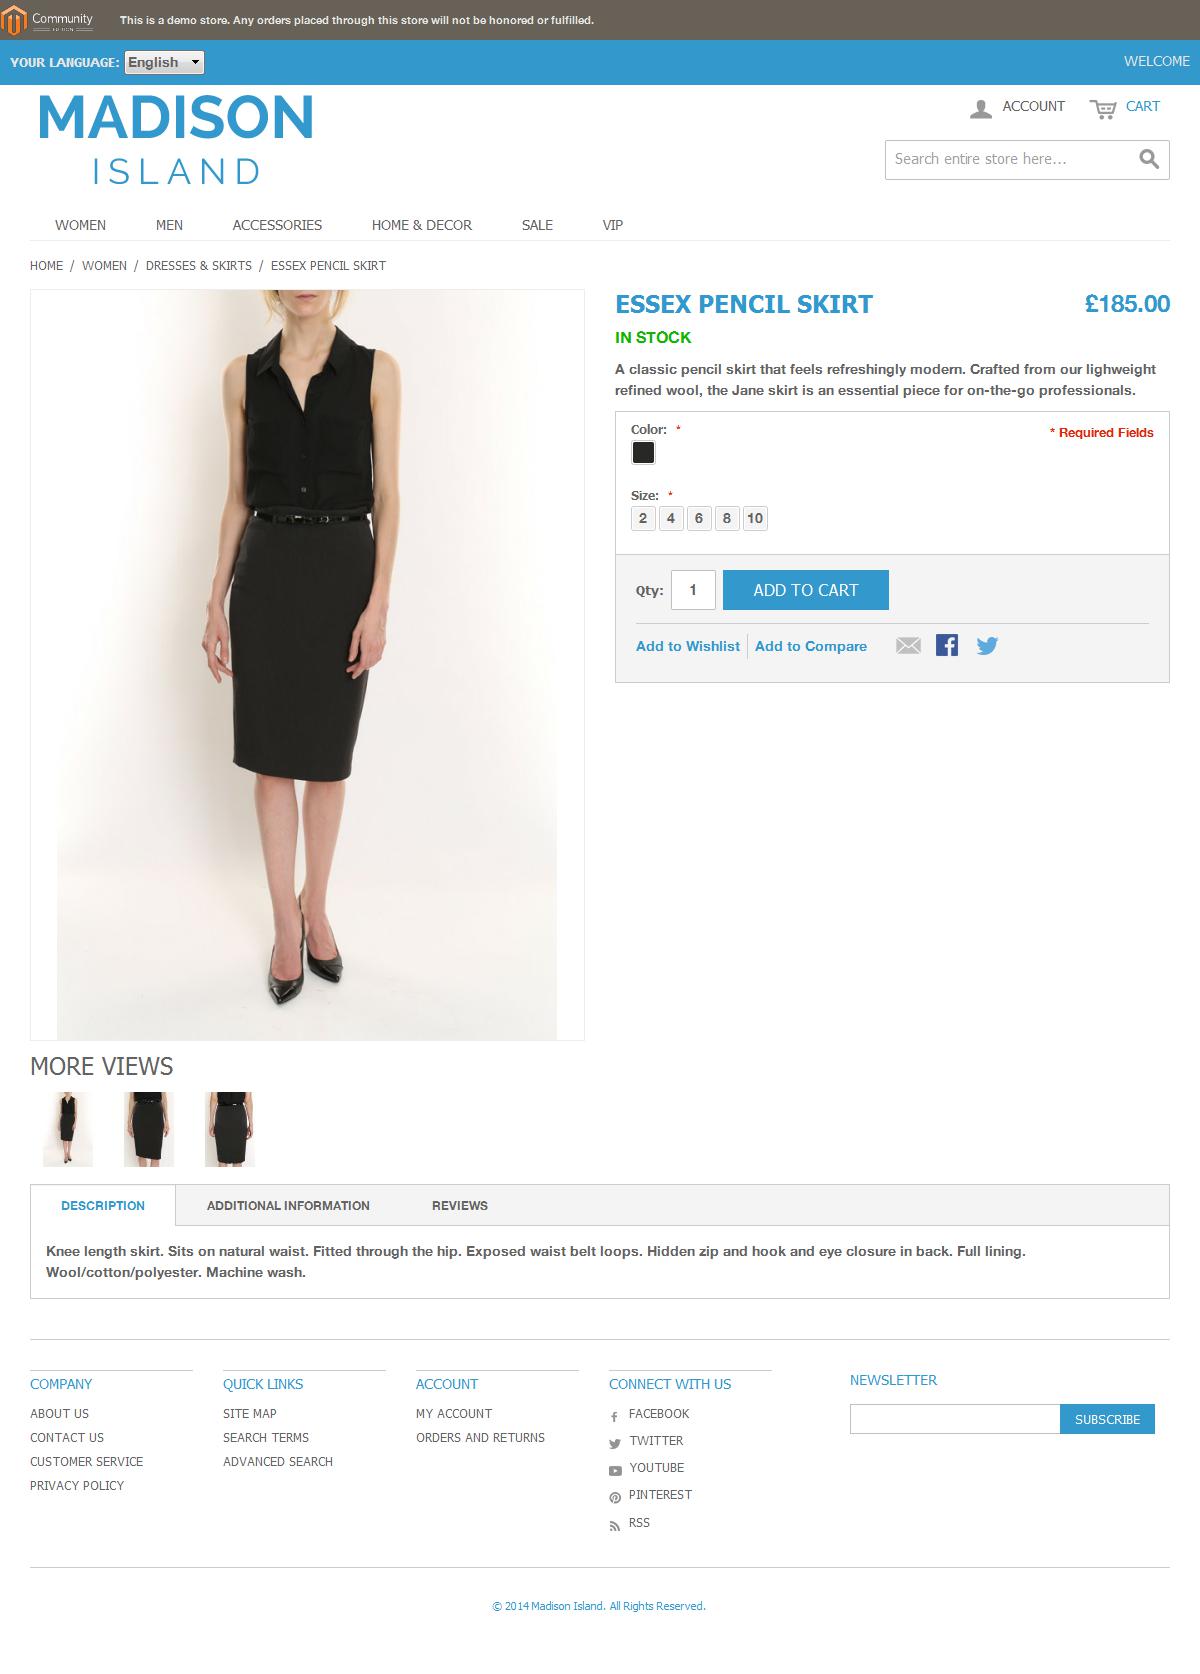 Community
EDITION
This is a demo store. Any orders placed through this store will not be honored or fulfilled.
YOUR LANGUAGE: English
WELCOME
MADISON
ISLAND
ACCOUNT
CART
Search entire store here...
WOMEN
MEN
ACCESSORIES
HOME & DECOR
SALE
VIP
HOME / WOMEN / DRESSES & SKIRTS / ESSEX PENCIL SKIRT
ESSEX PENCIL SKIRT
£185.00
IN STOCK
A classic pencil skirt that feels refreshingly modern. Crafted from our lighweight
refined wool, the Jane skirt is an essential piece for on-the-go professionals.
Color: *
* Required Fields
Size: *
2 4 6 8 10
Qty: 1
ADD TO CART
Add to Wishlist
Add to Compare
MORE VIEWS
DESCRIPTION
ADDITIONAL INFORMATION
REVIEWS
Knee length skirt. Sits on natural waist. Fitted through the hip. Exposed waist belt loops. Hidden zip and hook and eye closure in back. Full lining.
Wool/cotton/polyester. Machine wash.
COMPANY
ABOUT US
CONTACT US
CUSTOMER SERVICE
PRIVACY POLICY
QUICK LINKS
SITE MAP
SEARCH TERMS
ADVANCED SEARCH
ACCOUNT
MY ACCOUNT
ORDERS AND RETURNS
CONNECT WITH US
FACEBOOK
TWITTER
YOUTUBE
PINTEREST
RSS
NEWSLETTER
SUBSCRIBE
© 2014 Madison Island. All Rights Reserved.